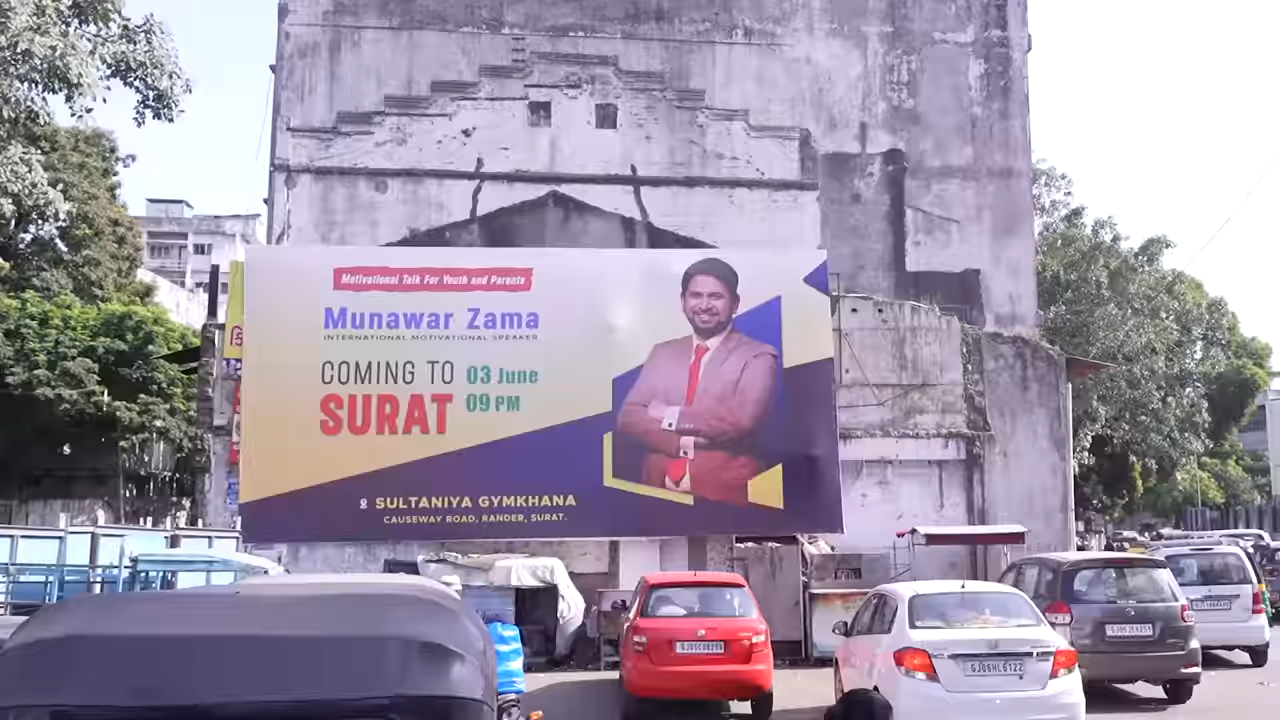 Motivational Talk For Youth and Parents
Munawar Zama
INTERNATIONAL MOTIVATIONAL SPEAKER
COMING TO
SURAT
03 June
09 PM
SULTANIYA GYMKHANA
CAUSEWAY ROAD, RANDER, SURAT.
GJ06HL6122